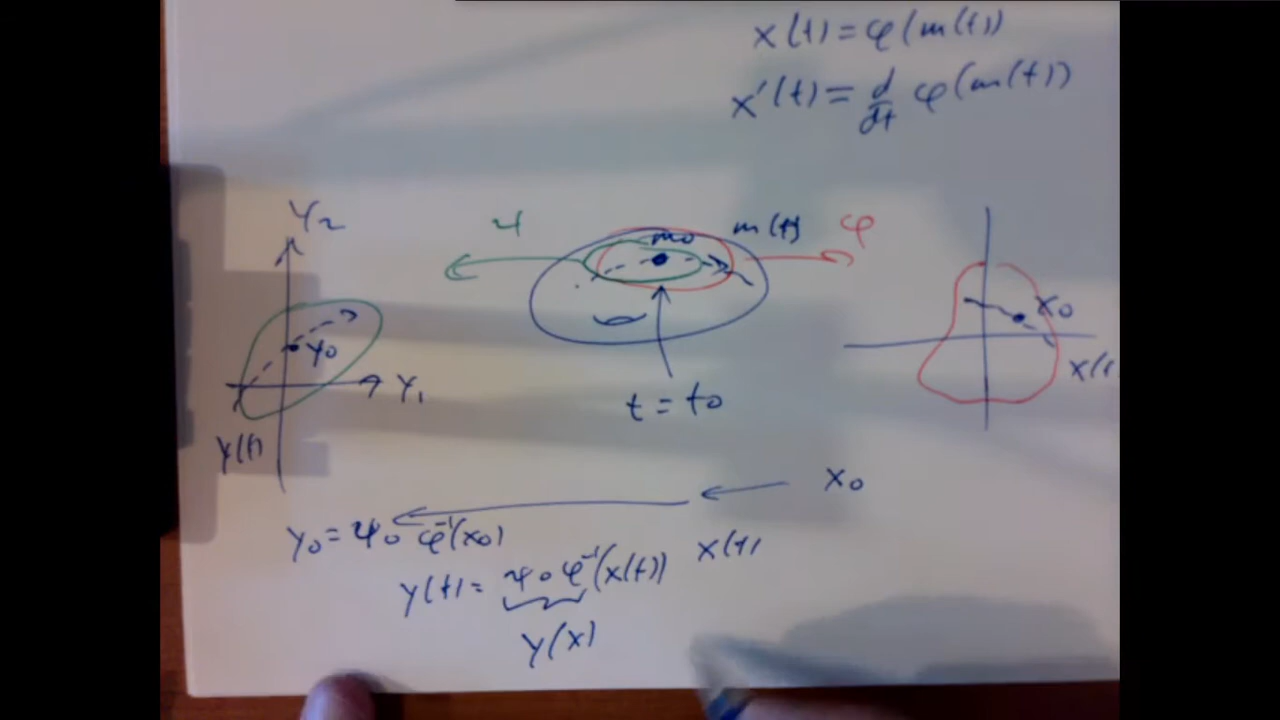 x(t) = φ(m(t))
x'(t) = d/dt φ(m(t))
y₂
ψ
m₀
m(t)
φ
x₀
y₀
y₁
x(t
t = t₀
y(t)
x₀
y₀ = ψ∘φ⁻¹(x₀)
x(t)
y(t) = ψ∘φ⁻¹(x(t))
y(x)